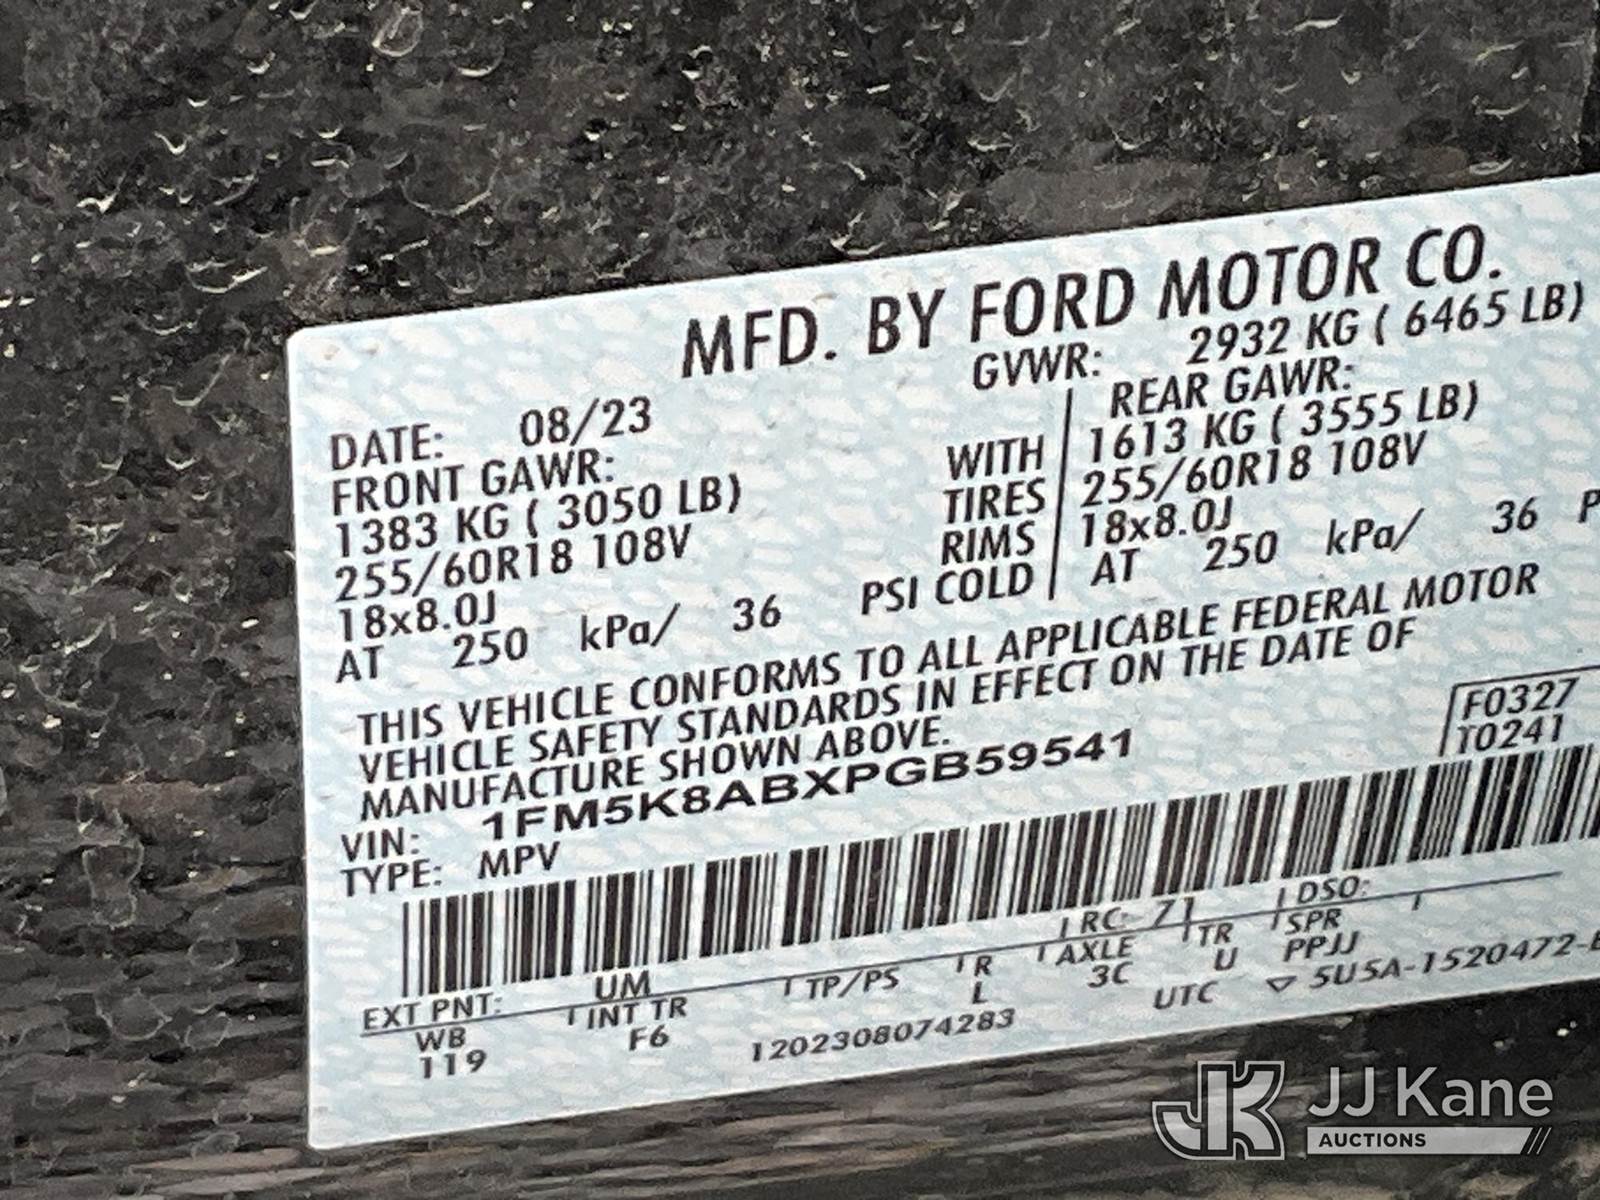 MFD. BY FORD MOTOR CO.
DATE: 08/23 GVWR: 2932 KG ( 6465 LB)
FRONT GAWR: REAR GAWR:
1383 KG ( 3050 LB) WITH 1613 KG ( 3555 LB)
255/60R18 108V TIRES 255/60R18 108V
18x8.0J RIMS 18x8.0J
AT 250 kPa/ 36 PSI COLD AT 250 kPa/ 36
THIS VEHICLE CONFORMS TO ALL APPLICABLE FEDERAL MOTOR
VEHICLE SAFETY STANDARDS IN EFFECT ON THE DATE OF
MANUFACTURE SHOWN ABOVE.
VIN: 1FM5K8ABXPGB59541
TYPE: MPV
F0327
T0241
EXT PNT: UM RC: 71 DSO:
WB INT TR TP/PS R AXLE TR SPR
119 F6 L 3C U PPJJ
1202308074283 UTC ▽ 5U5A-1520472-
JK JJ Kane
AUCTIONS